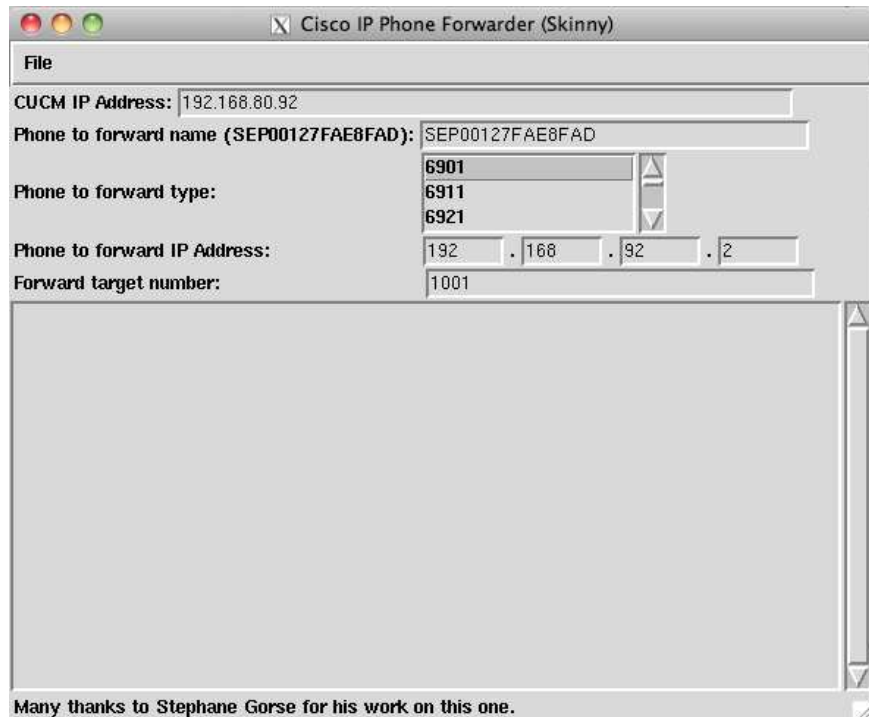 Cisco IP Phone Forwarder (Skinny)
File
CUCM IP Address: 192.168.80.92
Phone to forward name (SEP00127FAE8FAD): SEP00127FAE8FAD
Phone to forward type:
6901
6911
6921
Phone to forward IP Address: 192 . 168 . 92 . 2
Forward target number: 1001
Many thanks to Stephane Gorse for his work on this one.